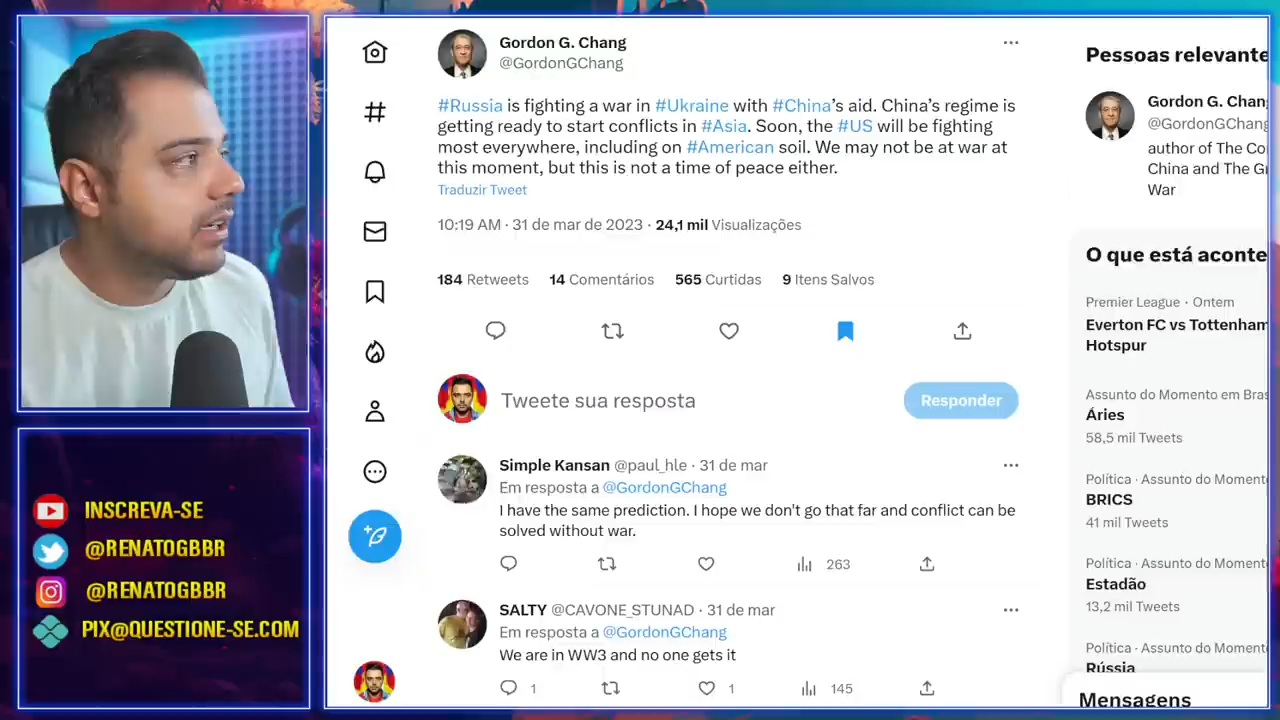 Gordon G. Chang
@GordonGChang
#Russia is fighting a war in #Ukraine with #China's aid. China's regime is
getting ready to start conflicts in #Asia. Soon, the #US will be fighting
most everywhere, including on #American soil. We may not be at war at
this moment, but this is not a time of peace either.
Traduzir Tweet
10:19 AM · 31 de mar de 2023 · 24,1 mil Visualizações
184 Retweets 14 Comentários 565 Curtidas 9 Itens Salvos
Tweete sua resposta
Responder
Simple Kansan @paul_hle · 31 de mar
Em resposta a @GordonGChang
I have the same prediction. I hope we don't go that far and conflict can be
solved without war.
263
SALTY @CAVONE_STUNAD · 31 de mar
Em resposta a @GordonGChang
We are in WW3 and no one gets it
1 1 145
Pessoas relevante
Gordon G. Chang
@GordonGChang
author of The Co
China and The G
War
O que está aconte
Premier League · Ontem
Everton FC vs Tottenham
Hotspur
Assunto do Momento em Bras
Áries
58,5 mil Tweets
Política · Assunto do Moment
BRICS
41 mil Tweets
Política · Assunto do Moment
Estadão
13,2 mil Tweets
Política · Assunto do Moment
Rússia
Mensagens
INSCREVA-SE
@RENATOGBBR
@RENATOGBBR
PIX@QUESTIONE-SE.COM